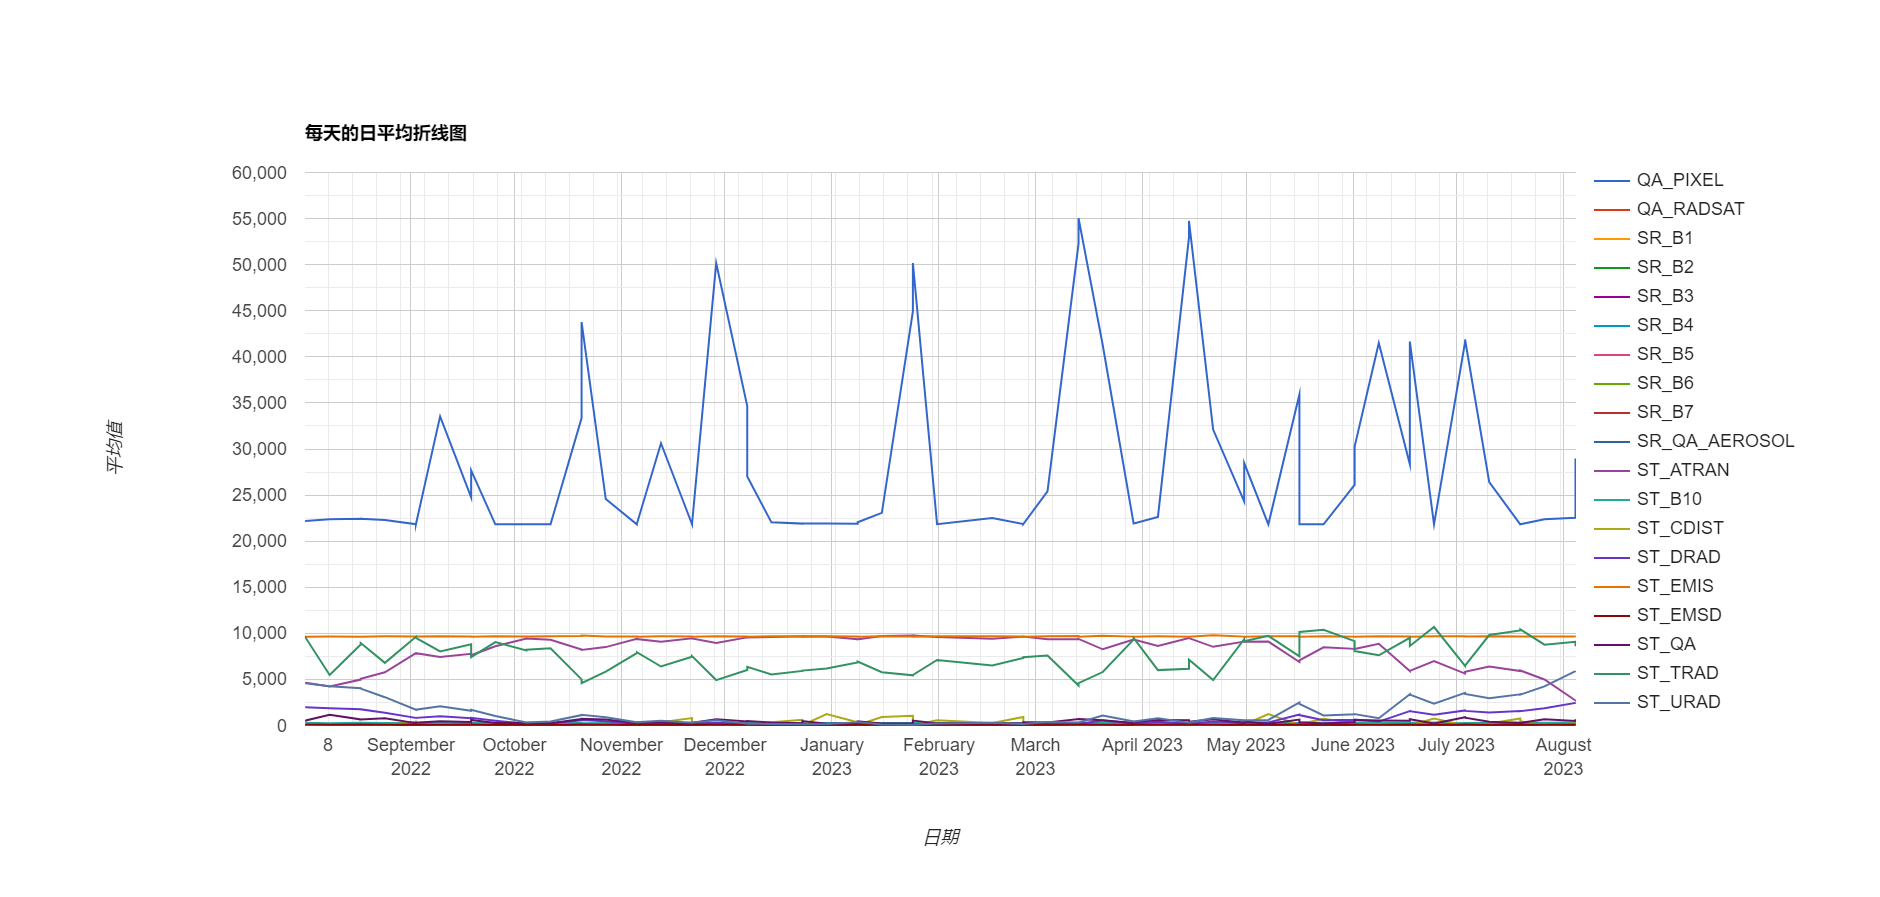 每天的日平均折线图
60,000
55,000
50,000
45,000
40,000
35,000
30,000
25,000
20,000
15,000
10,000
5,000
0
平均值
8
September
2022
October
2022
November
2022
December
2022
January
2023
February
2023
March
2023
April 2023
May 2023
June 2023
July 2023
August
2023
日期
QA_PIXEL
QA_RADSAT
SR_B1
SR_B2
SR_B3
SR_B4
SR_B5
SR_B6
SR_B7
SR_QA_AEROSOL
ST_ATRAN
ST_B10
ST_CDIST
ST_DRAD
ST_EMIS
ST_EMSD
ST_QA
ST_TRAD
ST_URAD